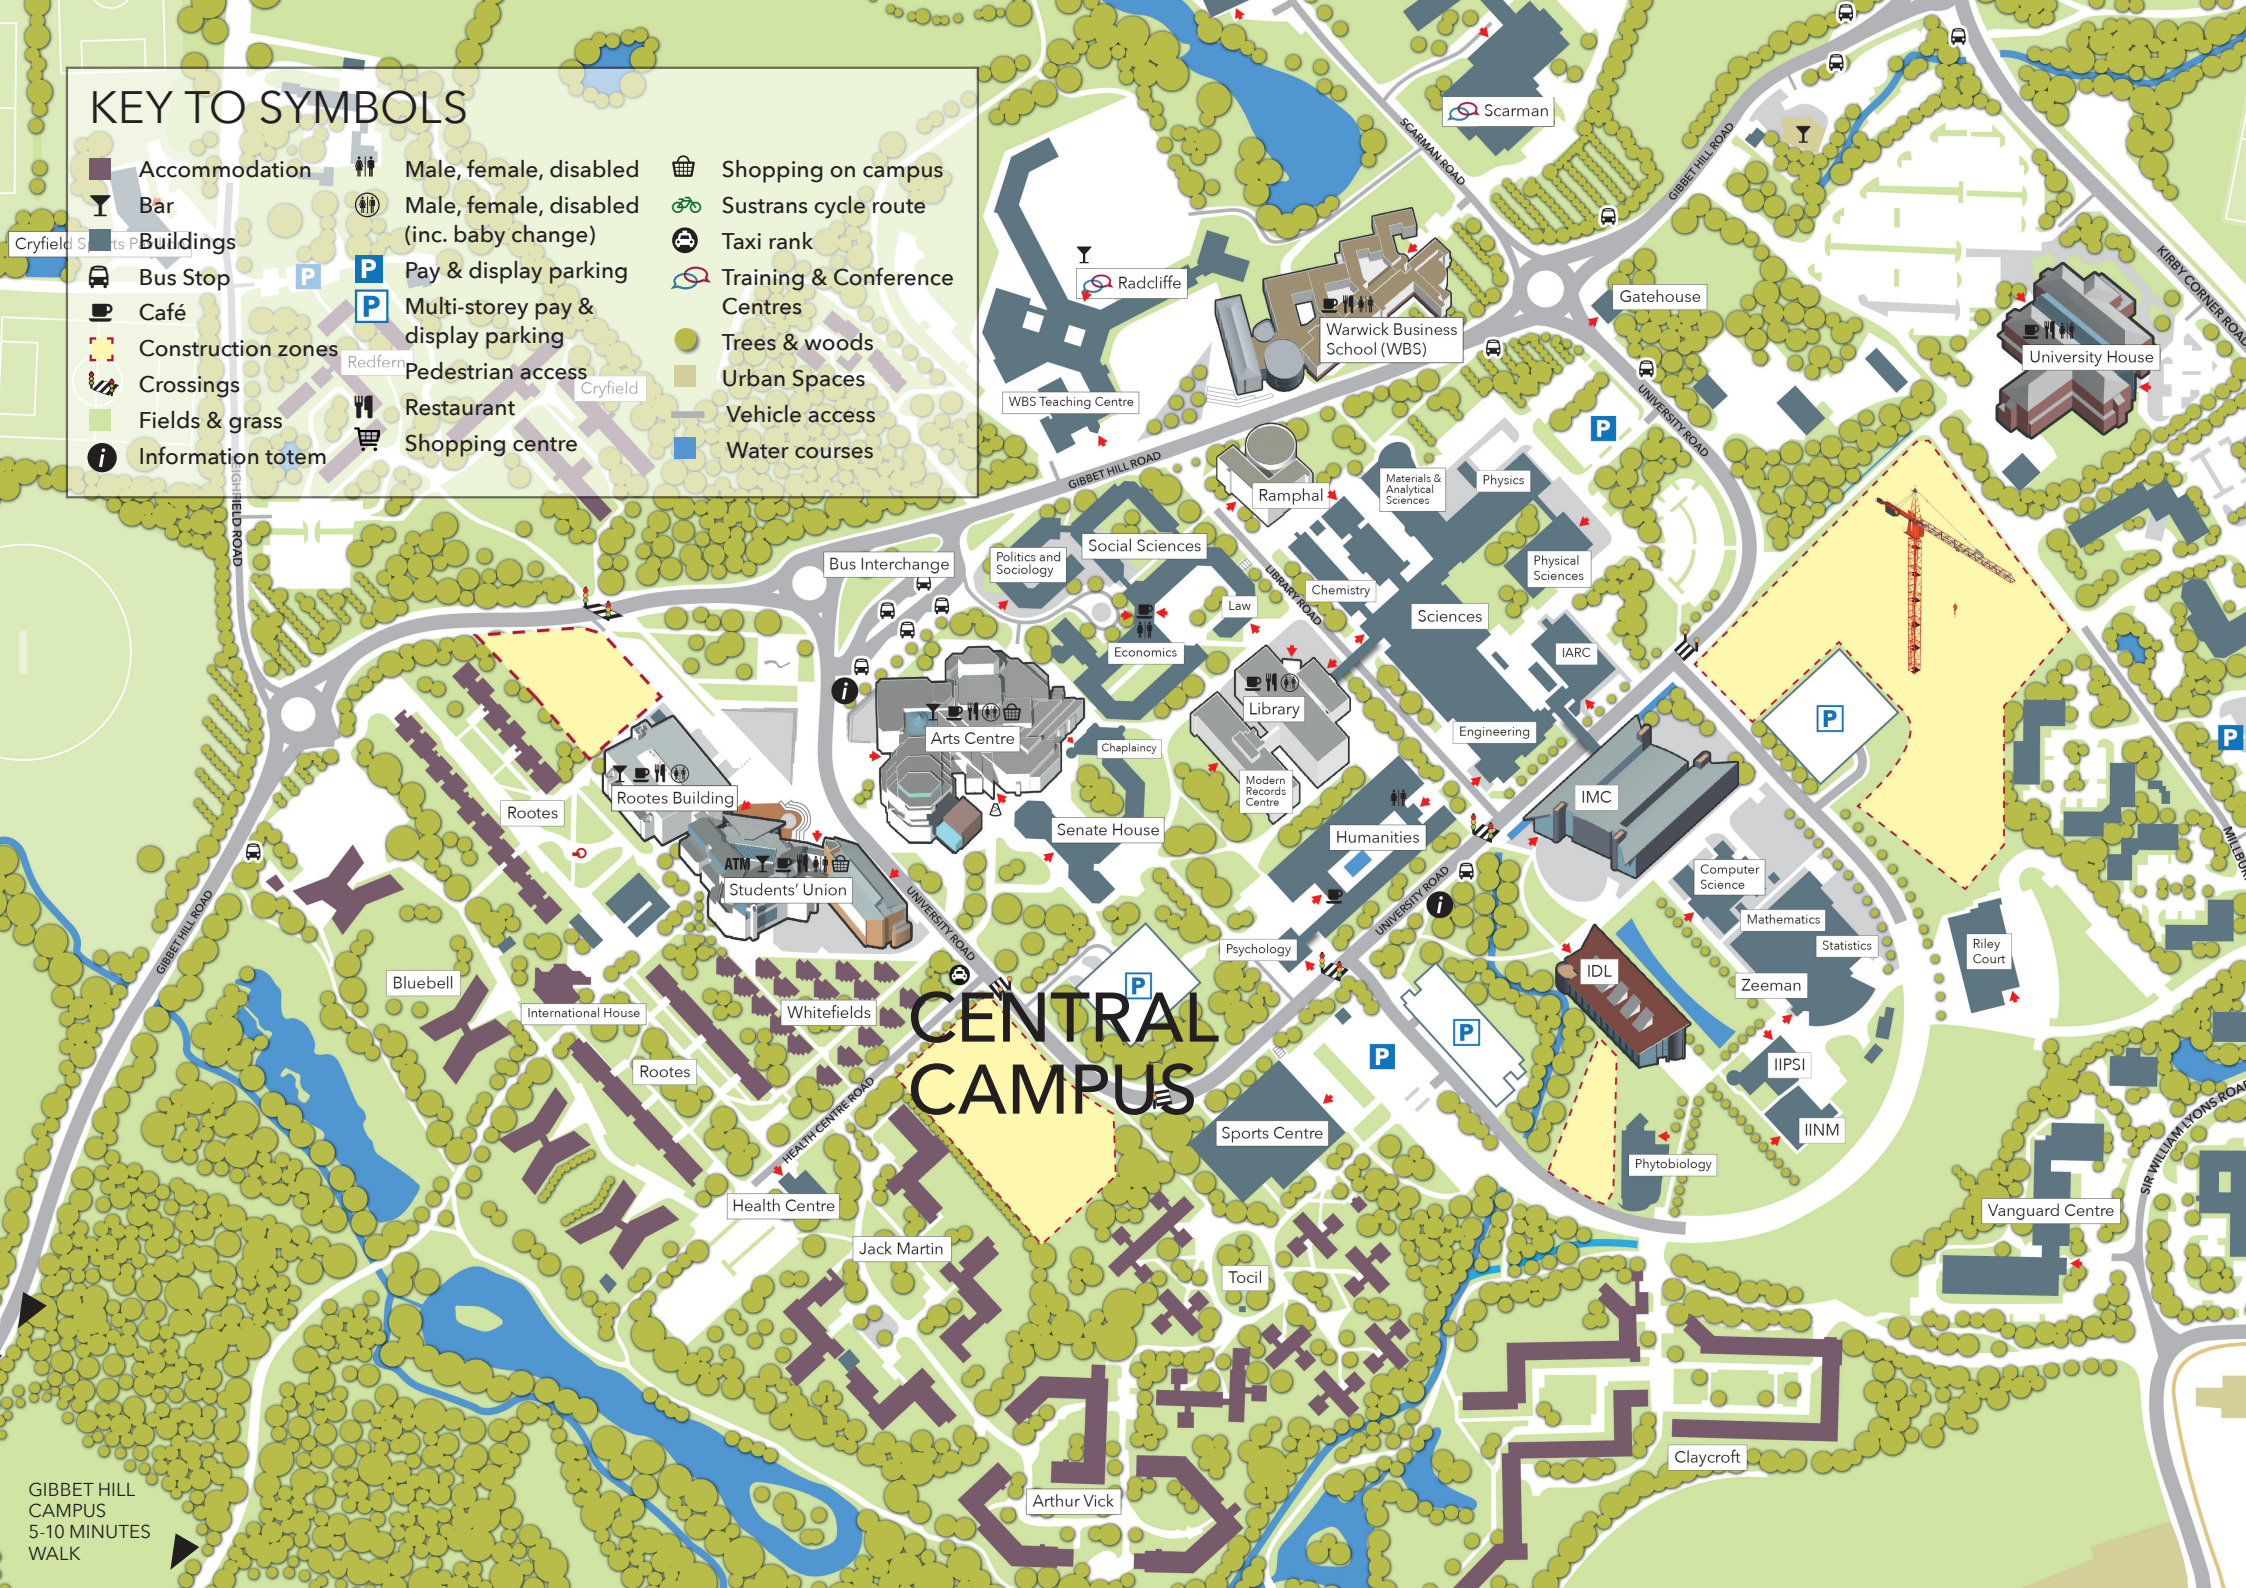 KEY TO SYMBOLS
Accommodation
Bar
Buildings
Bus Stop
Café
Construction zones
Crossings
Fields & grass
Information totem
Male, female, disabled
Male, female, disabled
(inc. baby change)
P Pay & display parking
P Multi-storey pay &
display parking
Pedestrian access
Restaurant
Shopping centre
Shopping on campus
Sustrans cycle route
Taxi rank
Training & Conference
Centres
Trees & woods
Urban Spaces
Vehicle access
Water courses
P
Redfern
Cryfield
Scarman
SCARMAN ROAD
GIBBET HILL ROAD
KIRBY CORNER ROAD
Radcliffe
Gatehouse
Warwick Business
School (WBS)
University House
WBS Teaching Centre
UNIVERSITY ROAD
P
GIBBET HILL ROAD
Ramphal
Materials &
Analytical
Sciences
Physics
Social Sciences
Politics and
Sociology
Bus Interchange
Physical
Sciences
Chemistry
LIBRARY ROAD
Law
Sciences
Economics
IARC
i
Library
Arts Centre
Chaplaincy
Engineering
P
P
Modern
Records
Centre
IMC
Rootes Building
Rootes
Senate House
Humanities
ATM
Students' Union
Computer
Science
UNIVERSITY ROAD
UNIVERSITY ROAD
i
Mathematics
Statistics
Psychology
Riley
Court
GIBBET HILL ROAD
IDL
Zeeman
Bluebell
P
International House
Whitefields
CENTRAL
CAMPUS
P
P
Rootes
IIPSI
HEALTH CENTRE ROAD
Sports Centre
IINM
Phytobiology
SIR WILLIAM LYONS ROAD
Health Centre
Vanguard Centre
Jack Martin
Tocil
Claycroft
Arthur Vick
GIBBET HILL
CAMPUS
5-10 MINUTES
WALK